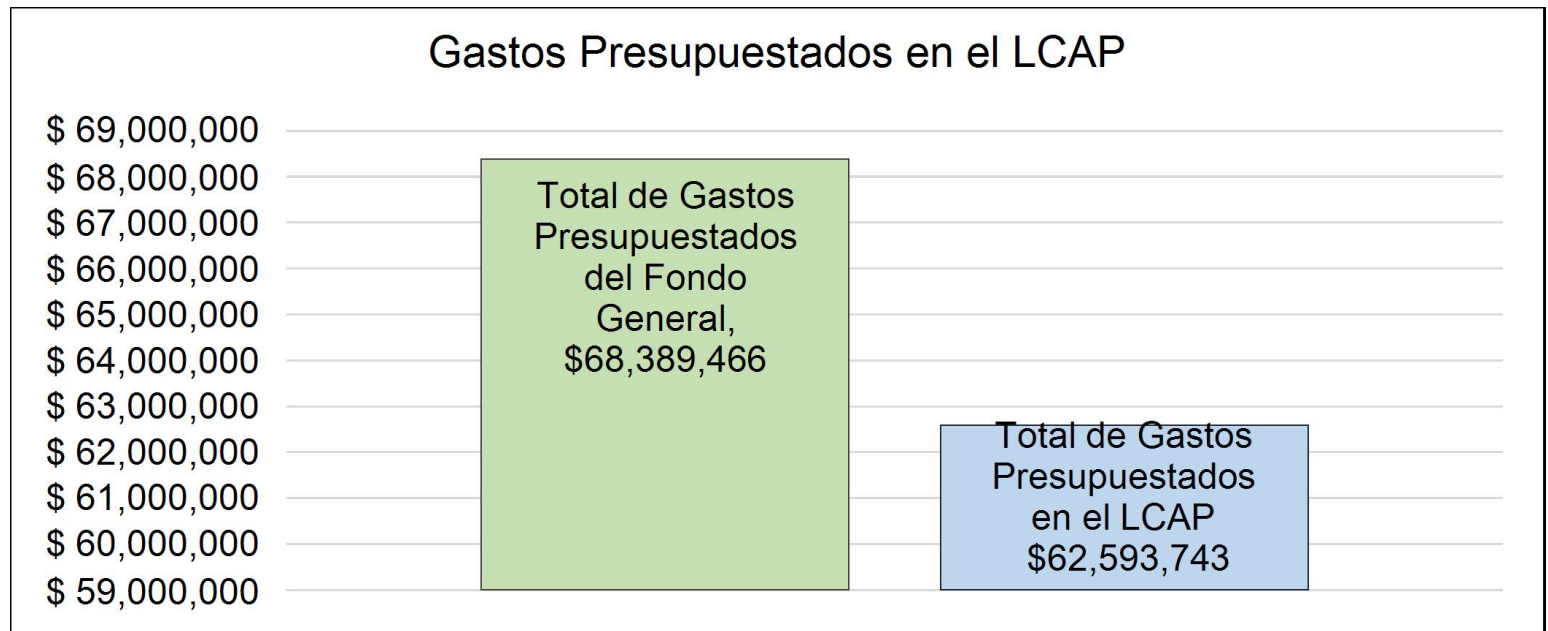 Gastos Presupuestados en el LCAP
$ 69,000,000
$ 68,000,000
$ 67,000,000
$ 66,000,000
$ 65,000,000
$ 64,000,000
$ 63,000,000
$ 62,000,000
$ 61,000,000
$ 60,000,000
$ 59,000,000
Total de Gastos
Presupuestados
del Fondo
General,
$68,389,466
Total de Gastos
Presupuestados
en el LCAP
$62,593,743